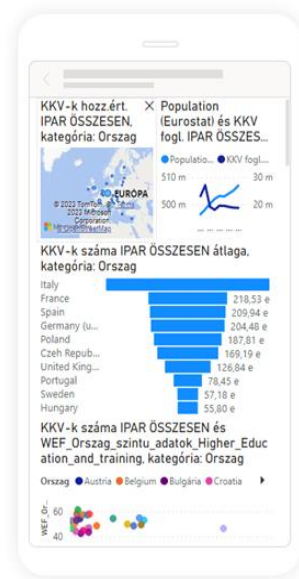 KKV-k hozz.ért.
IPAR ÖSSZESEN,
kategória: Orszag
EURÓPA
© 2023 TomTom, ©
2023 Microsoft
Corporation,
© OpenStreetMap
Population
(Eurostat) és KKV
fogl. IPAR ÖSSZES...
Populatio... KKV fogl....
510 m 30 m
500 m 20 m
KKV-k száma IPAR ÖSSZESEN átlaga,
kategória: Orszag
Italy
France 218,53 e
Spain 209,94 e
Germany (u... 204,48 e
Poland 187,81 e
Czeh Repub... 169,19 e
United King... 126,84 e
Portugal 78,45 e
Sweden 57,18 e
Hungary 55,80 e
KKV-k száma IPAR ÖSSZESEN és
WEF_Orszag_szintu_adatok_Higher_Educ
ation_and_training, kategória: Orszag
Orszag Austria Belgium Bulgária Croatia
WEF_Or...
60
40